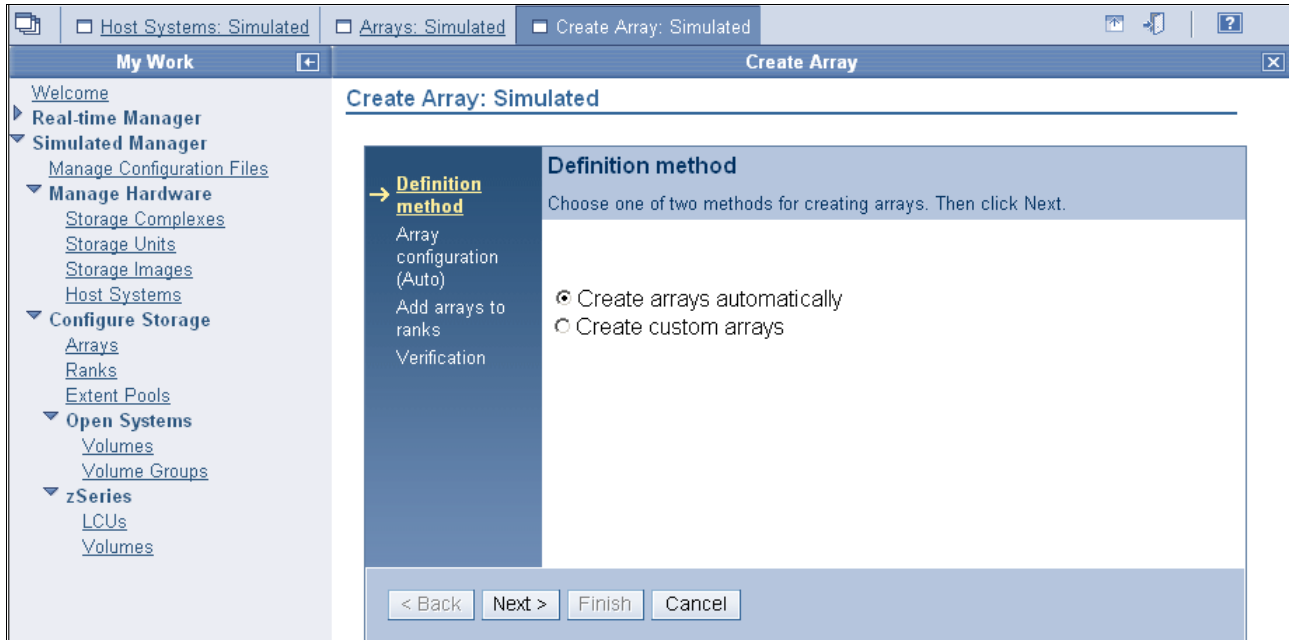 Host Systems: Simulated
Arrays: Simulated
Create Array: Simulated
?
My Work
Create Array
Welcome
Real-time Manager
Simulated Manager
Manage Configuration Files
Manage Hardware
Storage Complexes
Storage Units
Storage Images
Host Systems
Configure Storage
Arrays
Ranks
Extent Pools
Open Systems
Volumes
Volume Groups
zSeries
LCUs
Volumes
Create Array: Simulated
Definition
method
Array
configuration
(Auto)
Add arrays to
ranks
Verification
Definition method
Choose one of two methods for creating arrays. Then click Next.
Create arrays automatically
Create custom arrays
< Back
Next >
Finish
Cancel